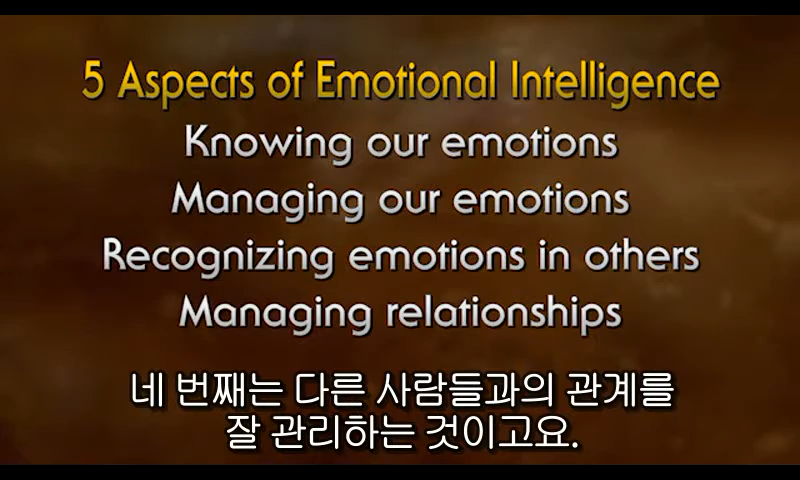 5 Aspects of Emotional Intelligence
Knowing our emotions
Managing our emotions
Recognizing emotions in others
Managing relationships
네 번째는 다른 사람들과의 관계를
잘 관리하는 것이고요.